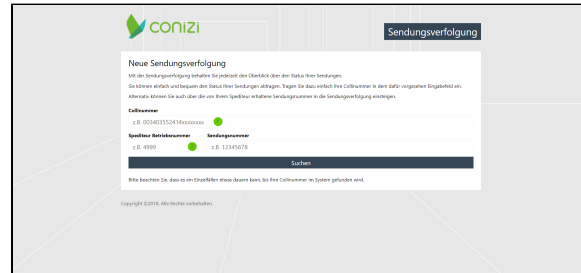 conizi
Sendungsverfolgung
Neue Sendungsverfolgung
Mit der Sendungsverfolgung behalten Sie jederzeit den Überblick über den Status Ihrer Sendungen.
Sie können einfach und bequem den Status Ihrer Sendungen abfragen. Tragen Sie dazu einfach Ihre Collinummer in dem dafür vorgesehen Eingabefeld ein.
Alternativ können Sie auch über die von Ihrem Spediteur erhaltene Sendungsnummer in die Sendungsverfolgung einsteigen.
Collinummer
z.B. 003403552414xxxxxxx
Spediteur Betriebsnummer Sendungsnummer
z.B. 4999 z.B. 12345678
Suchen
Bitte beachten Sie, dass es ein Einzelfällen etwas dauern kann, bis Ihre Collinummer im System gefunden wird.
Copyright ©2018. Alle Rechte vorbehalten.